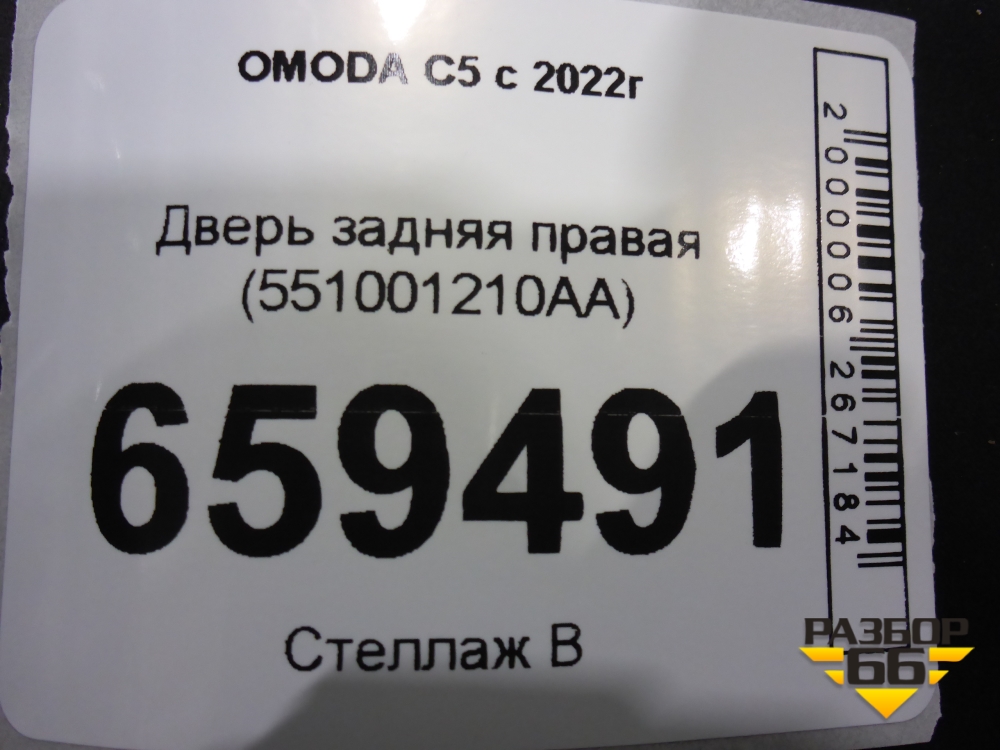 OMODA C5 с 2022г
Дверь задняя правая
(551001210AA)
659491
Стеллаж В
2000006267184
РАЗБОР
66